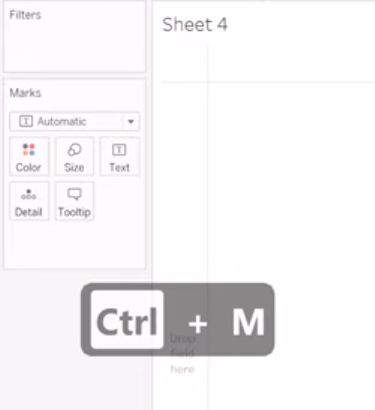 Filters
Sheet 4
Marks
Automatic
Color Size Text
Detail Tooltip
Ctrl + M
Drop
field
here